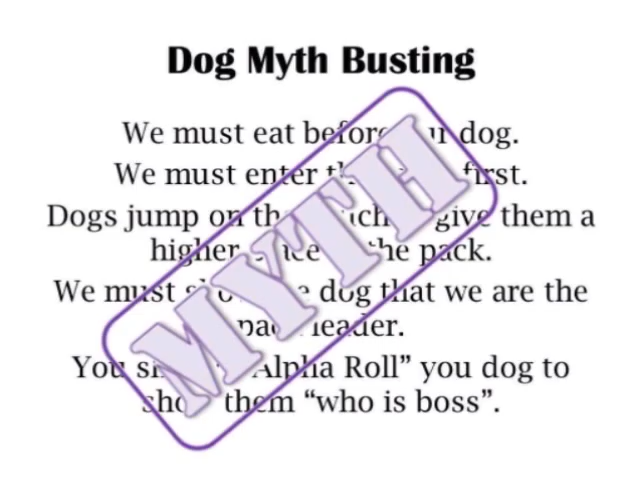 Dog Myth Busting
We must eat before dog.
We must enter first.
Dogs jump on give them a
higher the pack.
We must dog that we are the
leader.
You Alpha Roll” you dog to
them “who is boss”.
MYTH